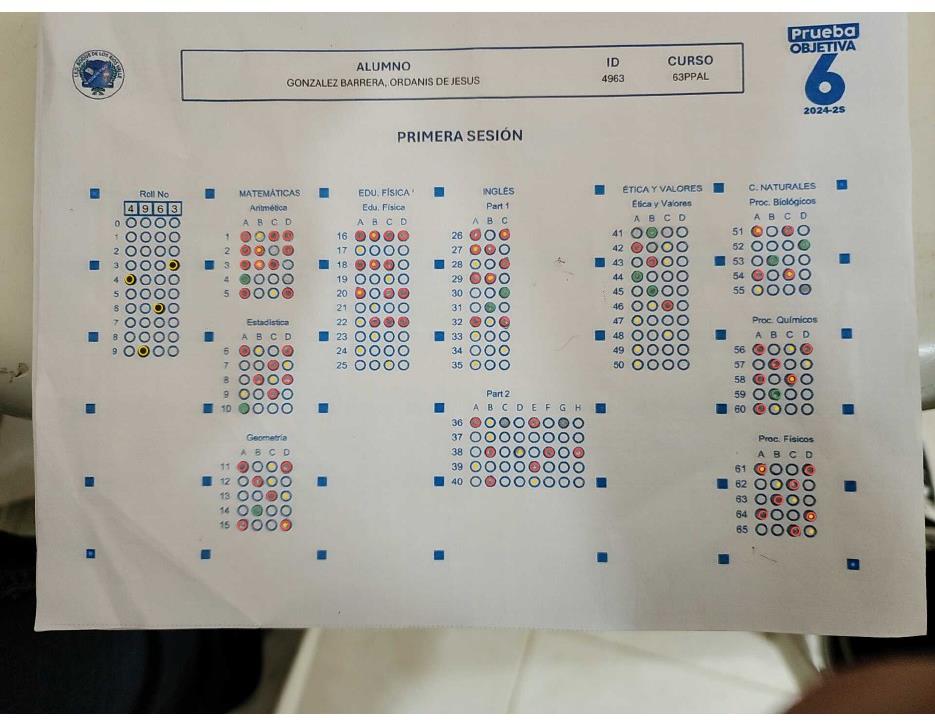 Prueba
OBJETIVA
6
2024-2S
ALUMNO ID CURSO
GONZALEZ BARRERA, ORDANIS DE JESUS 4963 63PPAL
PRIMERA SESIÓN
Roll No
4 9 6 3
0
1
2
3
4
5
6
7
8
9
MATEMÁTICAS
Aritmética
A B C D
1
2
3
4
5
Estadística
A B C D
6
7
8
9
10
Geometría
A B C D
11
12
13
14
15
EDU. FÍSICA
Edu. Física
A B C D
16
17
18
19
20
21
22
23
24
25
INGLÉS
Part 1
A B C
26
27
28
29
30
31
32
33
34
35
Part 2
A B C D E F G H
36
37
38
39
40
ÉTICA Y VALORES
Ética y Valores
A B C D
41
42
43
44
45
46
47
48
49
50
C. NATURALES
Proc. Biológicos
A B C D
51
52
53
54
55
Proc. Químicos
A B C D
56
57
58
59
60
Proc. Físicos
A B C D
61
62
63
64
65